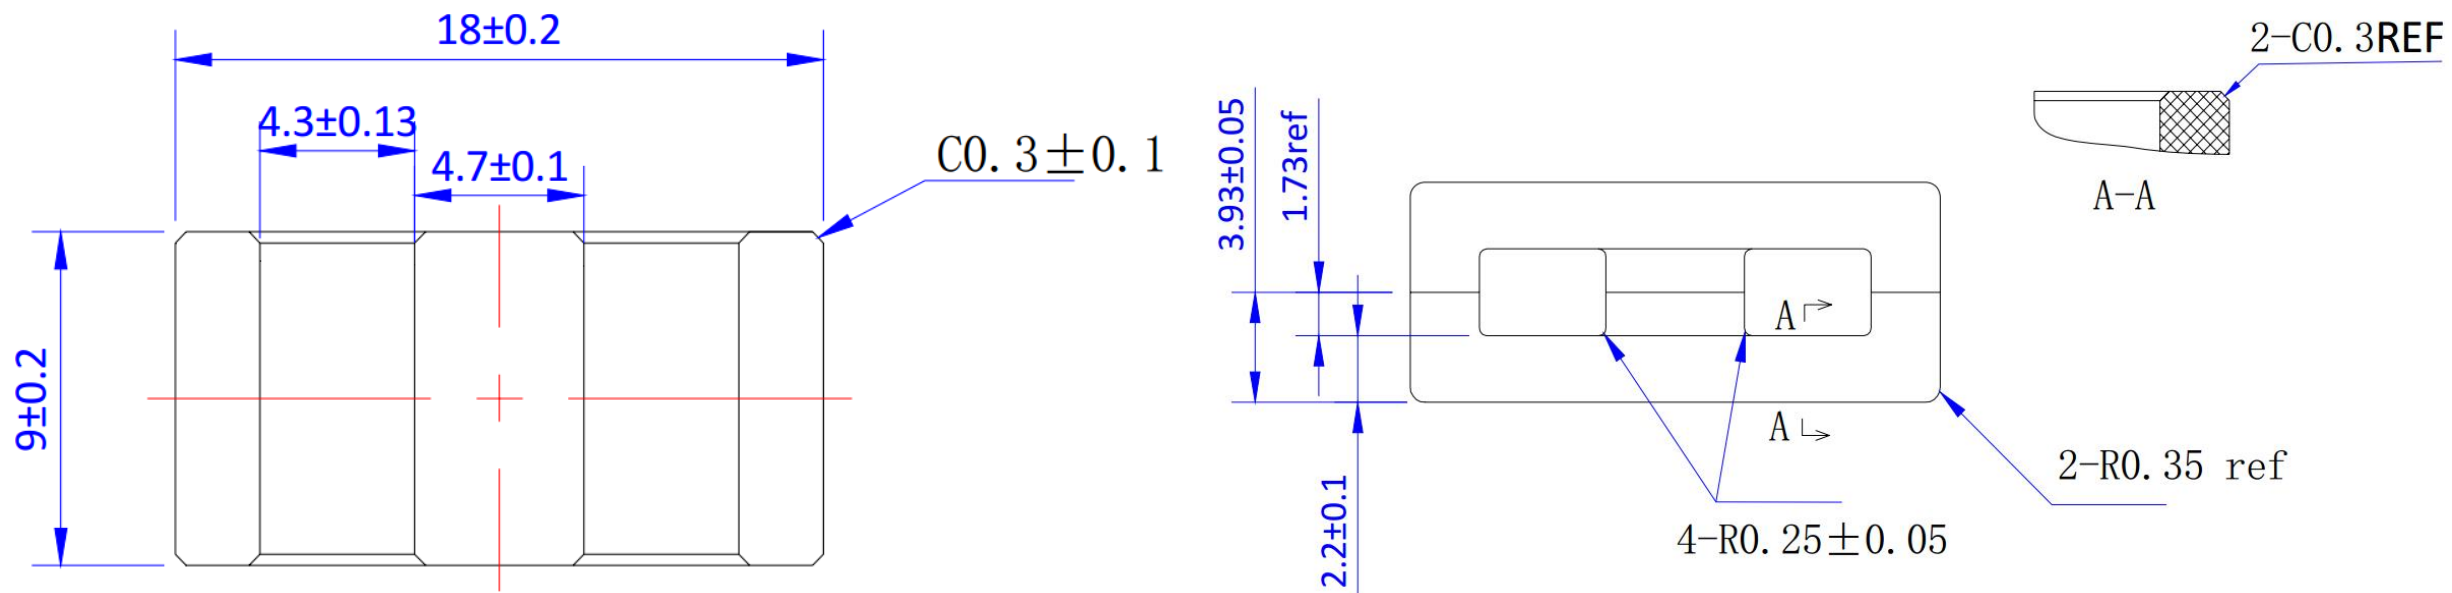 18±0.2
4.3±0.13
4.7±0.1
C0.3±0.1
9±0.2
3.93±0.05
1.73ref
2.2±0.1
A
A
4-R0.25±0.05
2-R0.35 ref
2-C0.3REF
A-A